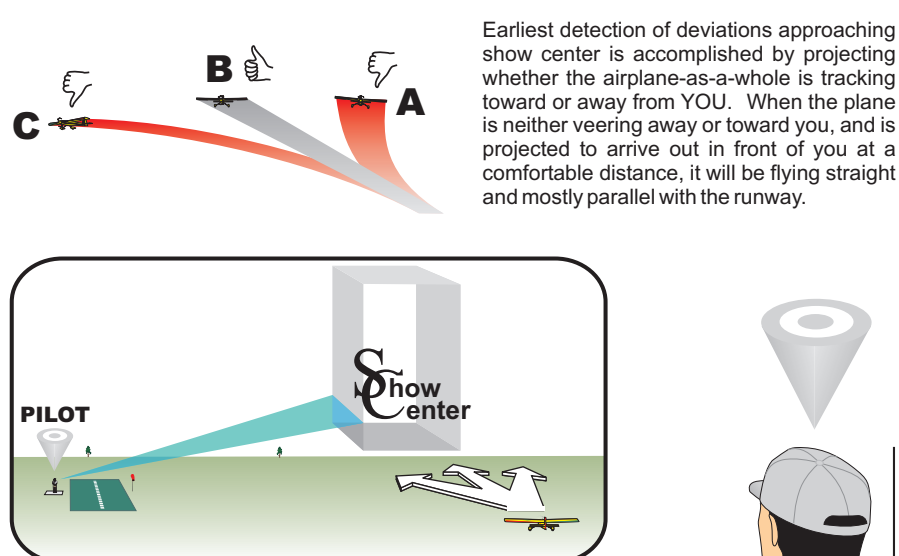 Earliest detection of deviations approaching
show center is accomplished by projecting
whether the airplane-as-a-whole is tracking
toward or away from YOU. When the plane
is neither veering away or toward you, and is
projected to arrive out in front of you at a
comfortable distance, it will be flying straight
and mostly parallel with the runway.
B
A
C
Show
Center
PILOT